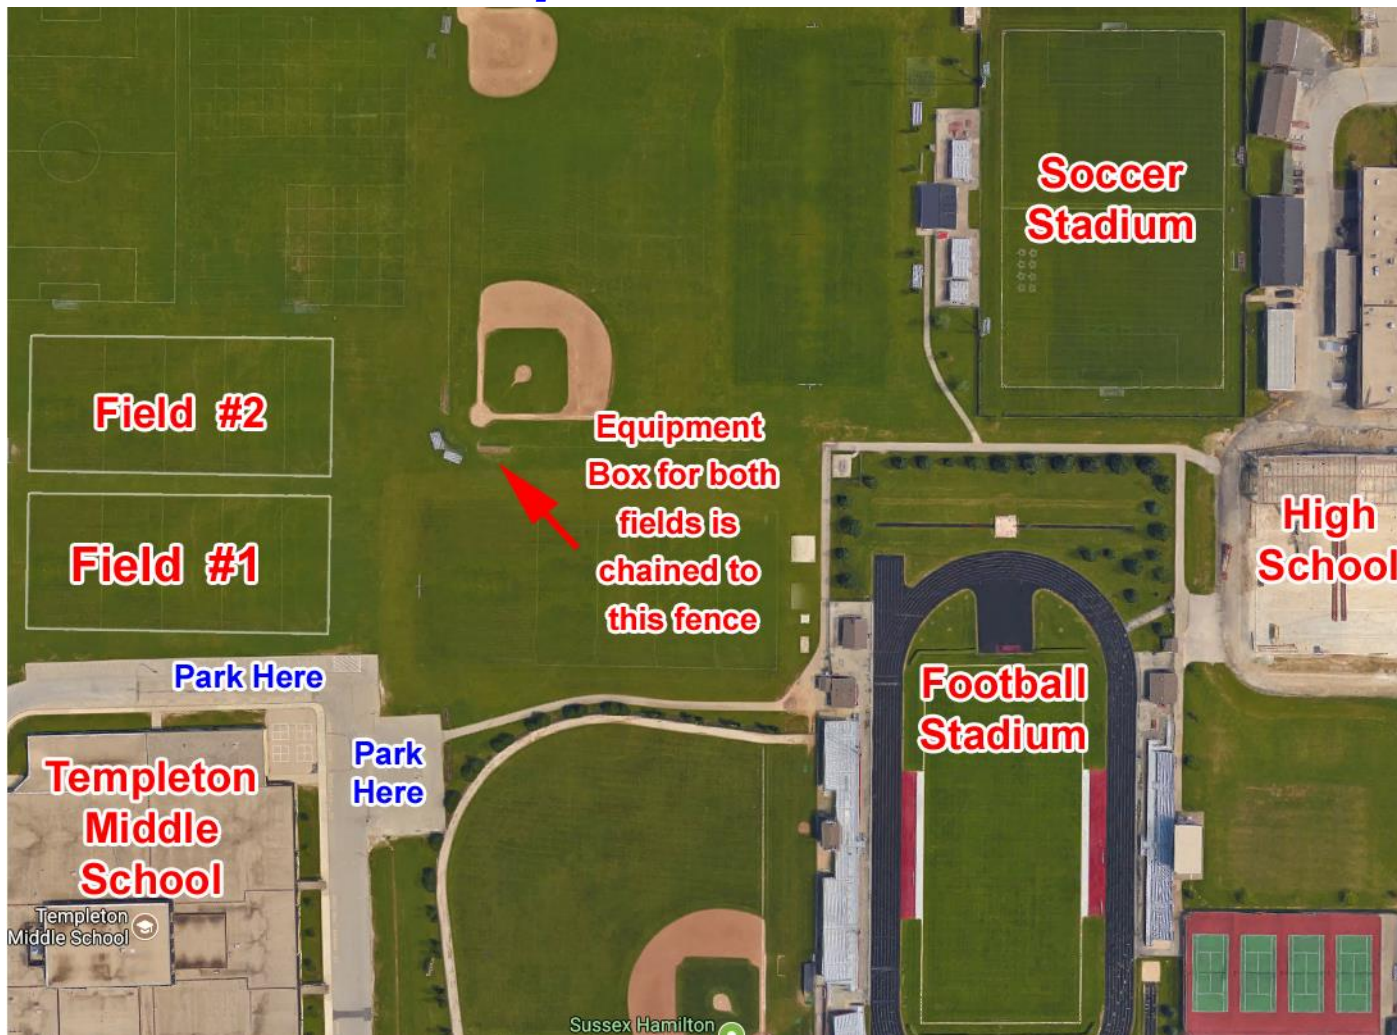 Soccer
Stadium
Field #2
Equipment
Box for both
fields is
chained to
this fence
Field #1
High
School
Park Here
Football
Stadium
Park
Here
Templeton
Middle
School
Templeton
Middle School
Sussex Hamilton